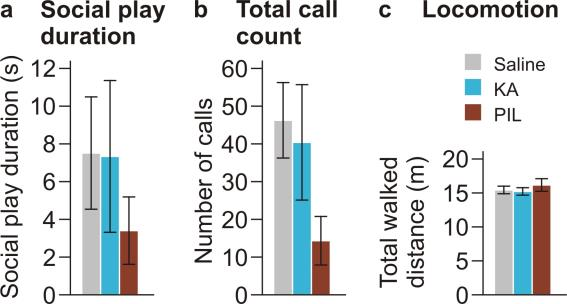 a Social play duration
Social play duration (s)
12
10
8
6
4
2
0
b Total call count
Number of calls
60
50
40
30
20
10
0
c Locomotion
Saline
KA
PIL
Total walked distance (m)
20
15
10
5
0